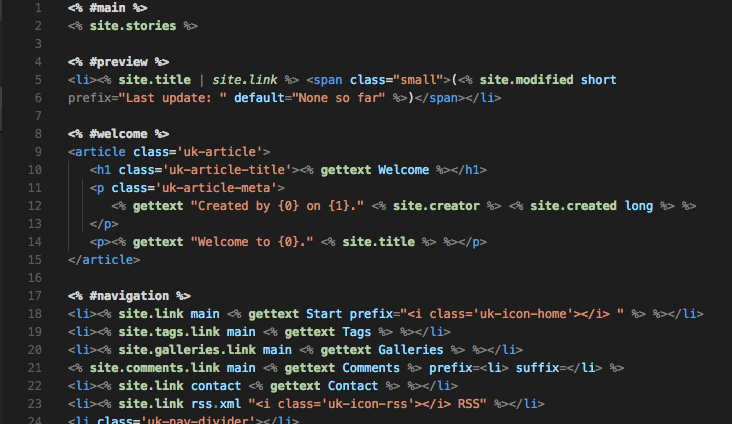 1 <% #main %>
2 <% site.stories %>
3
4 <% #preview %>
5 <li><% site.title | site.link %> <span class="small">(<% site.modified short
6 prefix="Last update: " default="None so far" %>)</span></li>
7
8 <% #welcome %>
9 <article class='uk-article'>
10 <h1 class='uk-article-title'><% gettext Welcome %></h1>
11 <p class='uk-article-meta'>
12 <% gettext "Created by {0} on {1}." <% site.creator %> <% site.created long %> %>
13 </p>
14 <p><% gettext "Welcome to {0}." <% site.title %> %></p>
15 </article>
16
17 <% #navigation %>
18 <li><% site.link main <% gettext Start prefix="<i class='uk-icon-home'></i> " %> %></li>
19 <li><% site.tags.link main <% gettext Tags %> %></li>
20 <li><% site.galleries.link main <% gettext Galleries %> %></li>
21 <% site.comments.link main <% gettext Comments %> prefix=<li> suffix=</li> %>
22 <li><% site.link contact <% gettext Contact %> %></li>
23 <li><% site.link rss.xml "<i class='uk-icon-rss'></i> RSS" %></li>
24 <li class='uk-nav-divider'></li>